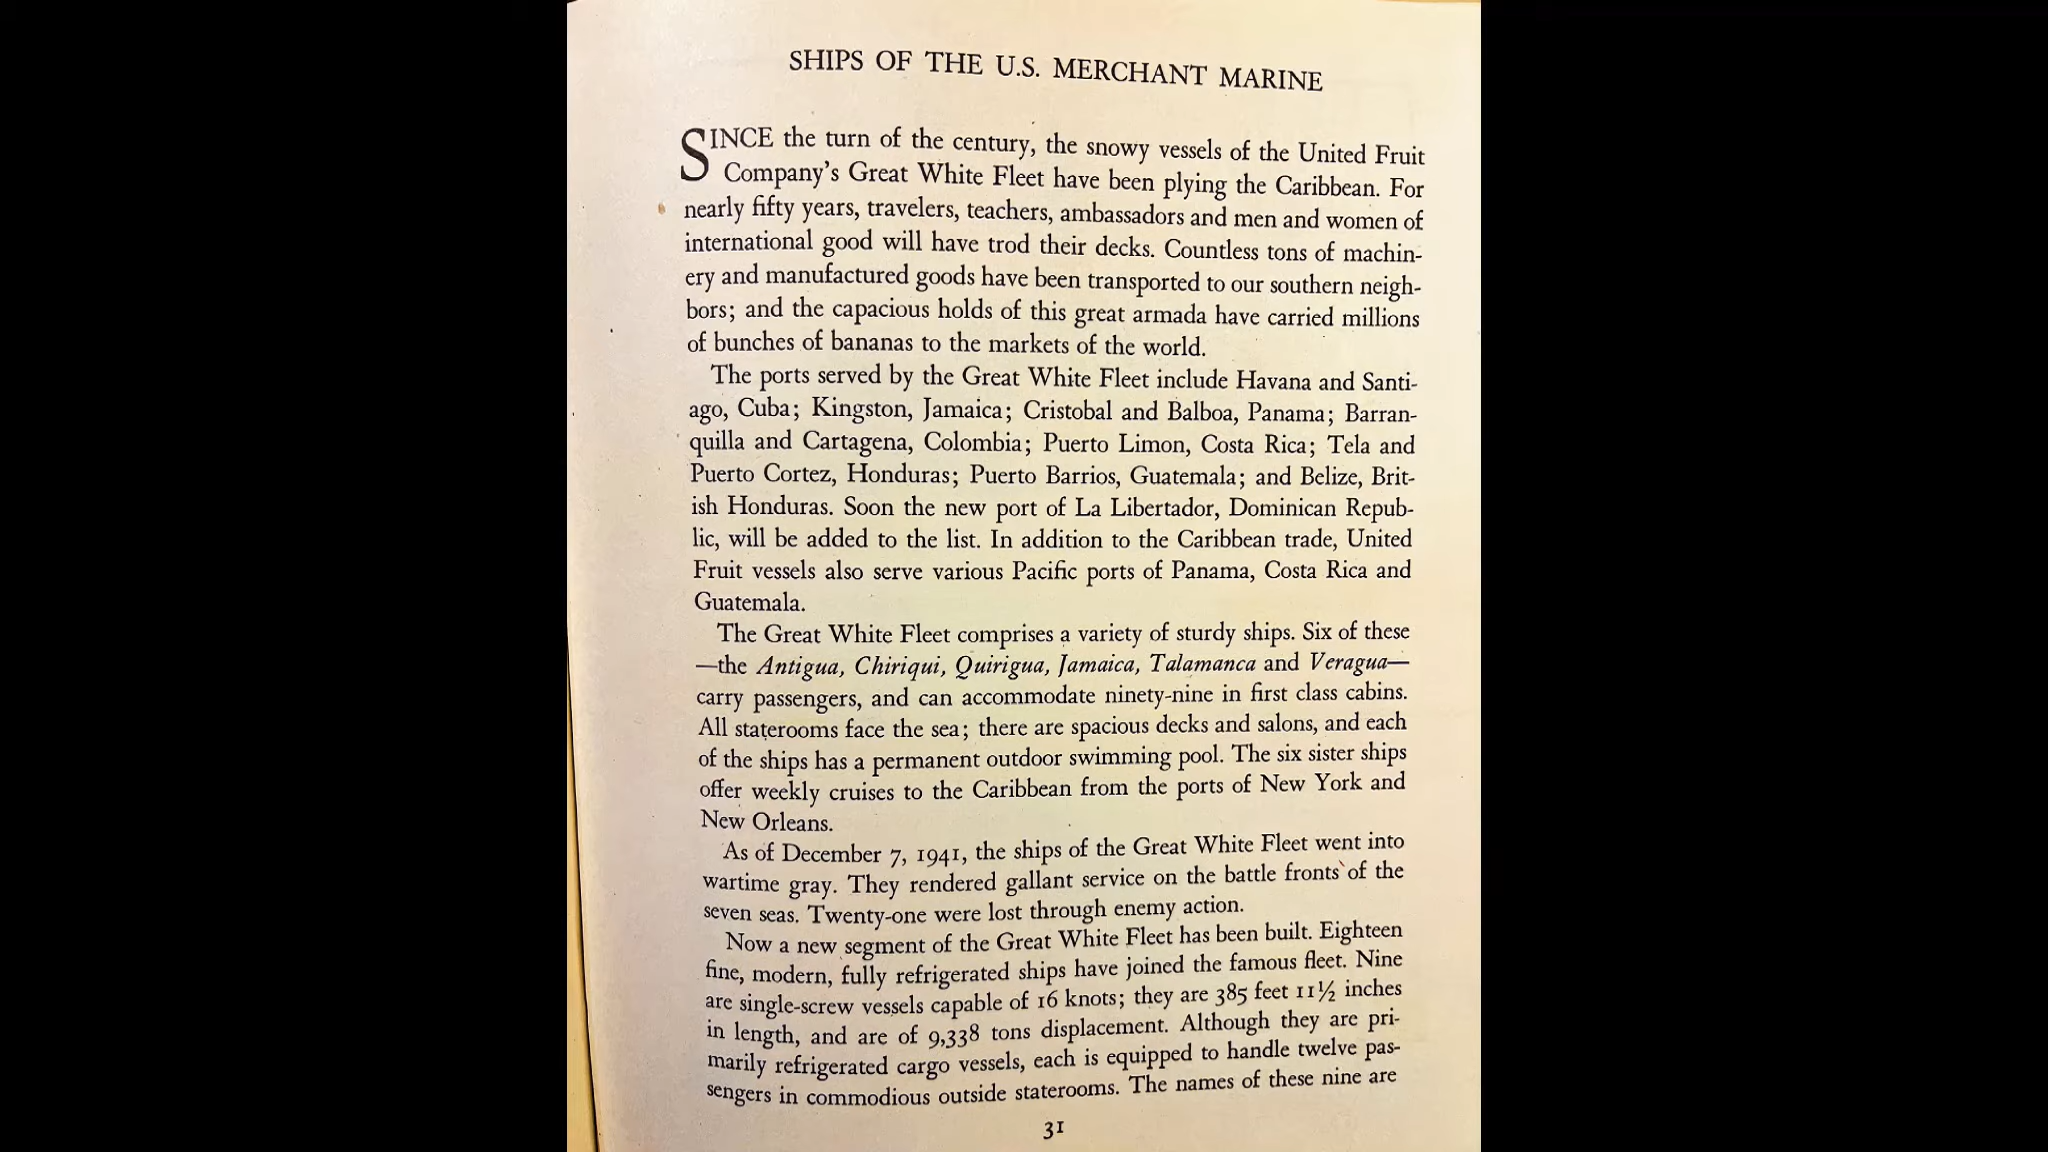 SHIPS OF THE U.S. MERCHANT MARINE
SINCE the turn of the century, the snowy vessels of the United Fruit
Company's Great White Fleet have been plying the Caribbean. For
nearly fifty years, travelers, teachers, ambassadors and men and women of
international good will have trod their decks. Countless tons of machin-
ery and manufactured goods have been transported to our southern neigh-
bors; and the capacious holds of this great armada have carried millions
of bunches of bananas to the markets of the world.
The ports served by the Great White Fleet include Havana and Santi-
ago, Cuba; Kingston, Jamaica; Cristobal and Balboa, Panama; Barran-
quilla and Cartagena, Colombia; Puerto Limon, Costa Rica; Tela and
Puerto Cortez, Honduras; Puerto Barrios, Guatemala; and Belize, Brit-
ish Honduras. Soon the new port of La Libertador, Dominican Repub-
lic, will be added to the list. In addition to the Caribbean trade, United
Fruit vessels also serve various Pacific ports of Panama, Costa Rica and
Guatemala.
The Great White Fleet comprises a variety of sturdy ships. Six of these
—the Antigua, Chiriqui, Quirigua, Jamaica, Talamanca and Veragua—
carry passengers, and can accommodate ninety-nine in first class cabins.
All staterooms face the sea; there are spacious decks and salons, and each
of the ships has a permanent outdoor swimming pool. The six sister ships
offer weekly cruises to the Caribbean from the ports of New York and
New Orleans.
As of December 7, 1941, the ships of the Great White Fleet went into
wartime gray. They rendered gallant service on the battle fronts of the
seven seas. Twenty-one were lost through enemy action.
Now a new segment of the Great White Fleet has been built. Eighteen
fine, modern, fully refrigerated ships have joined the famous fleet. Nine
are single-screw vessels capable of 16 knots; they are 385 feet 11½ inches
in length, and are of 9,338 tons displacement. Although they are pri-
marily refrigerated cargo vessels, each is equipped to handle twelve pas-
sengers in commodious outside staterooms. The names of these nine are
31